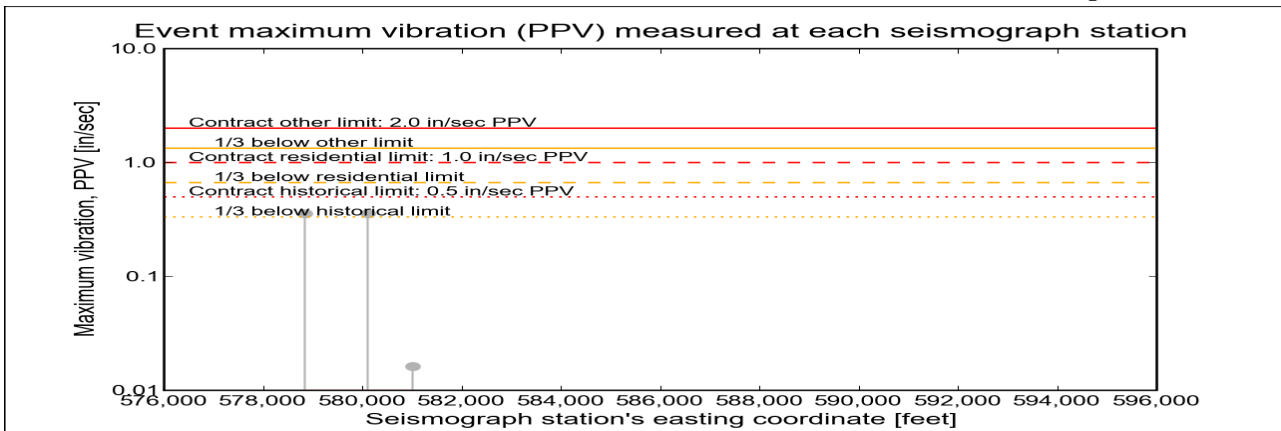 Event maximum vibration (PPV) measured at each seismograph station
10.0
Contract other limit: 2.0 in/sec PPV
1/3 below other limit
Contract residential limit: 1.0 in/sec PPV
1.0
1/3 below residential limit
Contract historical limit: 0.5 in/sec PPV
1/3 below historical limit
0.1
0.01
Maximum vibration, PPV [in/sec]
576,000 578,000 580,000 582,000 584,000 586,000 588,000 590,000 592,000 594,000 596,000
Seismograph station's easting coordinate [feet]